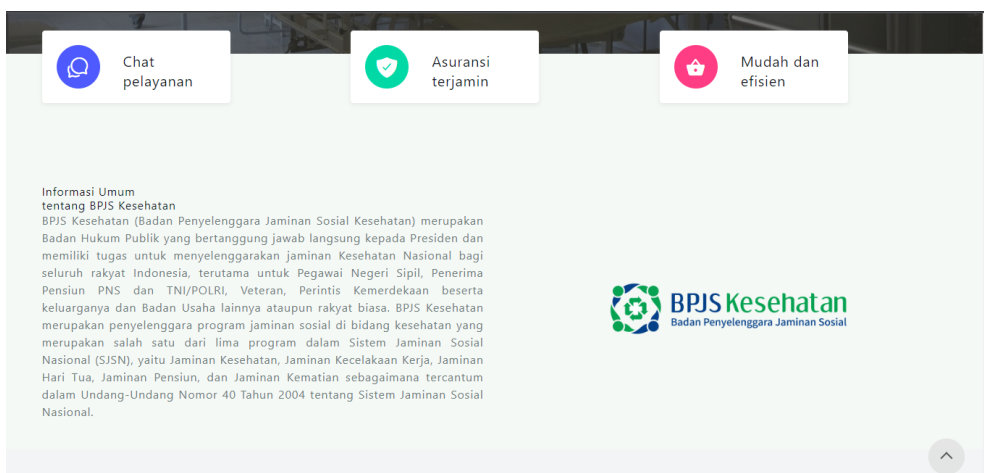 Chat
pelayanan
Asuransi
terjamin
Mudah dan
efisien
Informasi Umum
tentang BPJS Kesehatan
BPJS Kesehatan (Badan Penyelenggara Jaminan Sosial Kesehatan) merupakan
Badan Hukum Publik yang bertanggung jawab langsung kepada Presiden dan
memiliki tugas untuk menyelenggarakan jaminan Kesehatan Nasional bagi
seluruh rakyat Indonesia, terutama untuk Pegawai Negeri Sipil, Penerima
Pensiun PNS dan TNI/POLRI, Veteran, Perintis Kemerdekaan beserta
keluarganya dan Badan Usaha lainnya ataupun rakyat biasa. BPJS Kesehatan
merupakan penyelenggara program jaminan sosial di bidang kesehatan yang
merupakan salah satu dari lima program dalam Sistem Jaminan Sosial
Nasional (SJSN), yaitu Jaminan Kesehatan, Jaminan Kecelakaan Kerja, Jaminan
Hari Tua, Jaminan Pensiun, dan Jaminan Kematian sebagaimana tercantum
dalam Undang-Undang Nomor 40 Tahun 2004 tentang Sistem Jaminan Sosial
Nasional.
BPJS Kesehatan
Badan Penyelenggara Jaminan Sosial